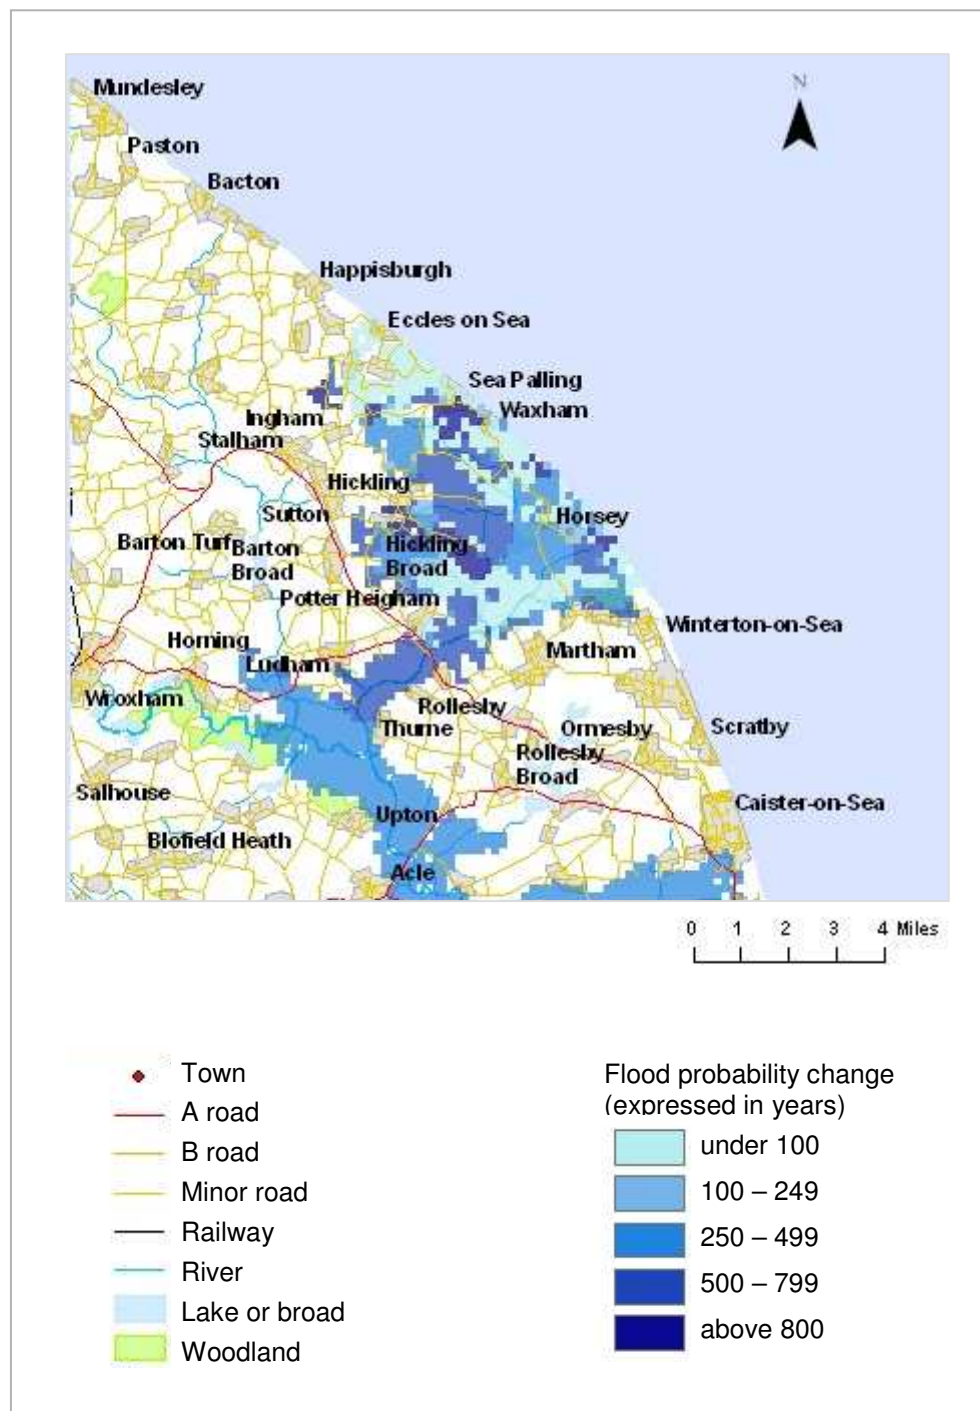 N
Mundesley
Paston
Bacton
Happisburgh
Eccles on Sea
Sea Palling
Waxham
Ingham
Stalham
Hickling
Sutton
Horsey
Barton Turf
Barton
Broad
Hickling
Broad
Potter Heigham
Winterton-on-Sea
Horning
Martham
Ludham
Wroxham
Rollesby
Thurne
Ormesby
Scratby
Rollesby
Broad
Salhouse
Caister-on-Sea
Upton
Blofield Heath
Acle
0 1 2 3 4 Miles
Town
A road
B road
Minor road
Railway
River
Lake or broad
Woodland
Flood probability change
(expressed in years)
under 100
100 – 249
250 – 499
500 – 799
above 800